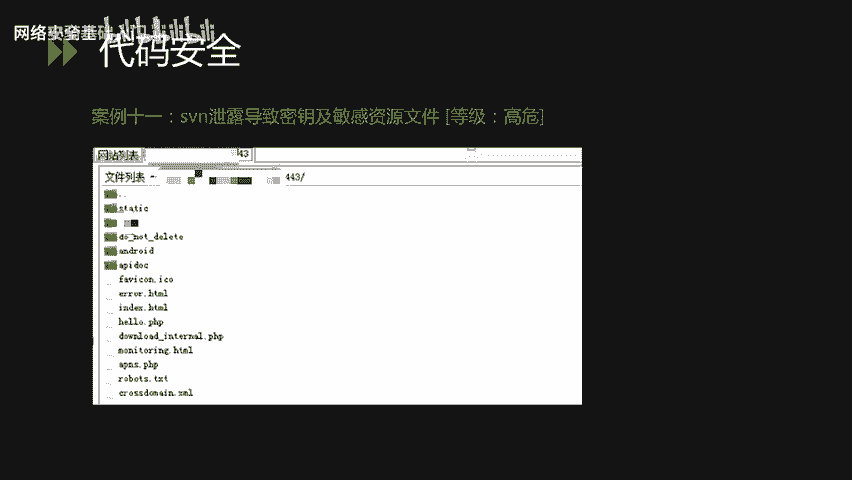 网络安全基础入门
代码安全
案例十一：svn泄露导致密钥及敏感资源文件 [等级：高危]
网站列表 43
文件列表 - 443/
..
static
do_not_delete
android
apidoc
favicon.ico
error.html
index.html
hello.php
download_internal.php
monitoring.html
apns.php
robots.txt
crossdomain.xml